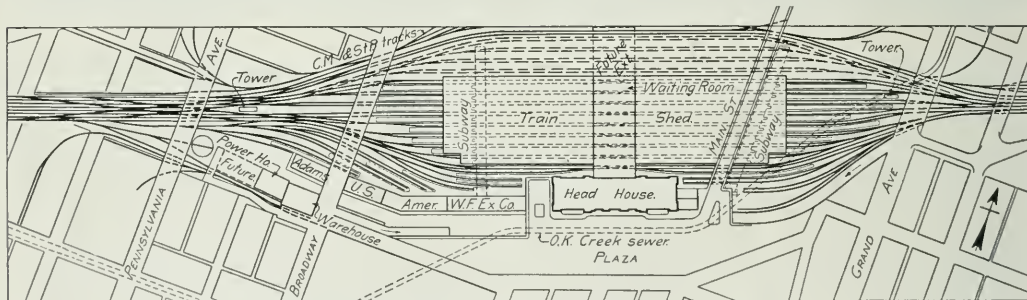 C.M. & St.P. tracks
AVE.
Tower
Future Ext.
Waiting Room
Tower
Subway
Train
Shed.
MAIN ST.
Subway
Power Ho.
Future
Adams
U.S.
Amer.
W.F. Ex Co.
Head House.
AVE
PENNSYLVANIA
Warehouse
BROADWAY
O.K. Creek sewer.
PLAZA
GRAND